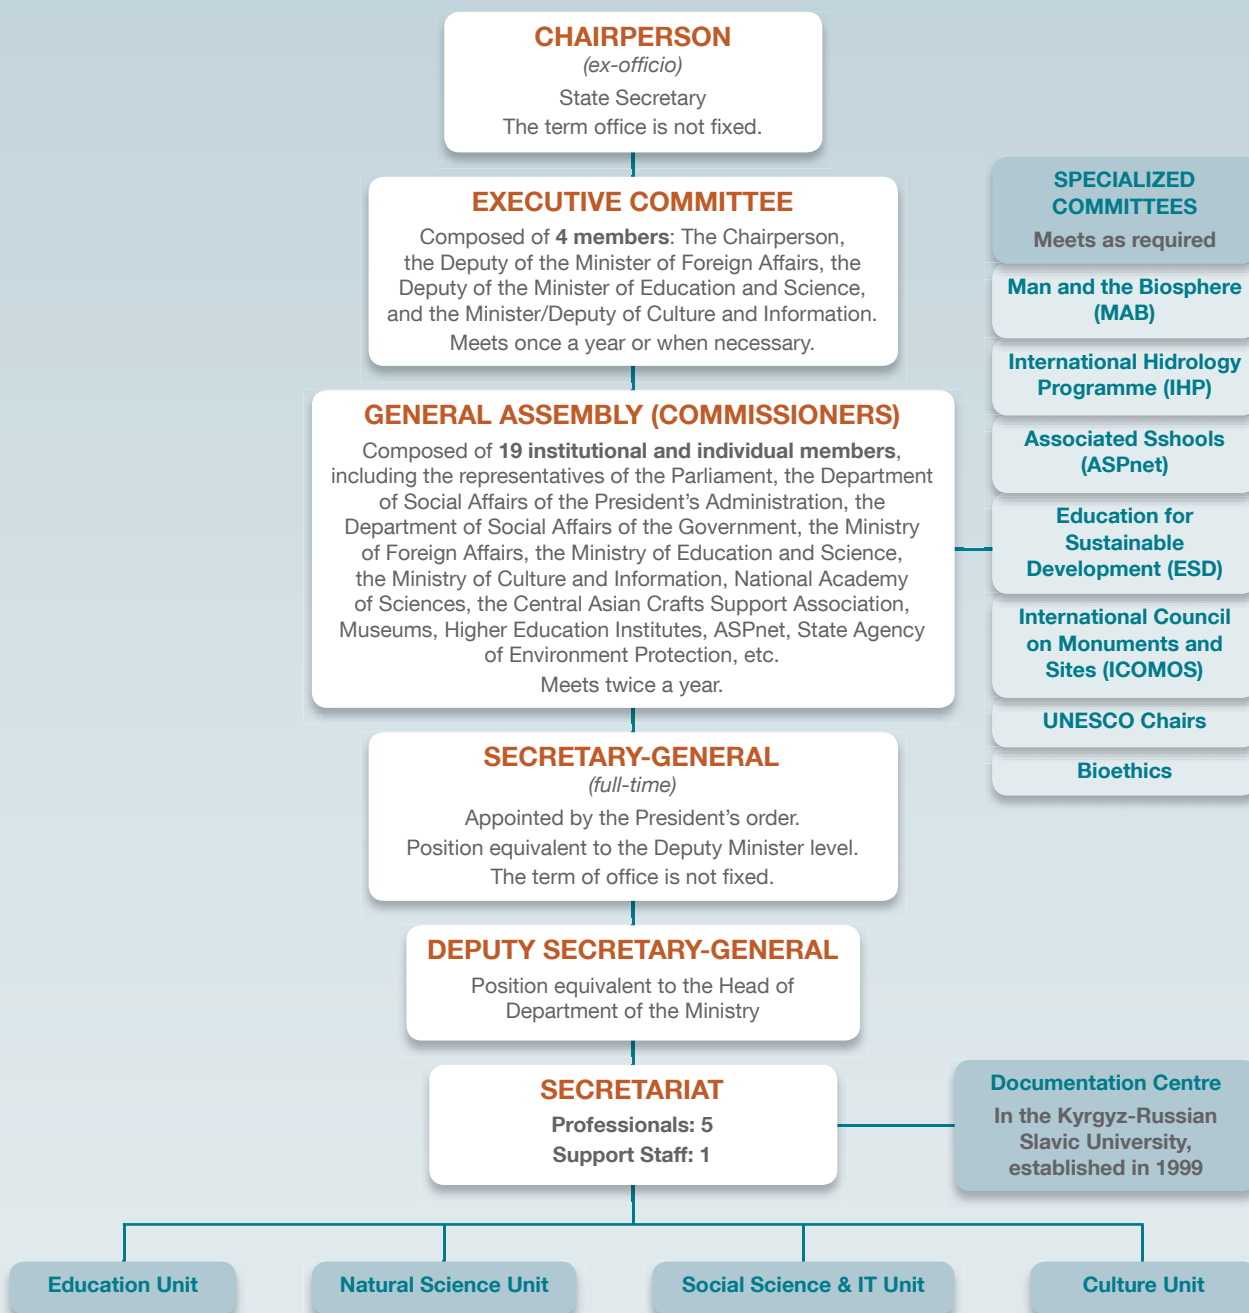 CHAIRPERSON
(ex-officio)
State Secretary
The term office is not fixed.
EXECUTIVE COMMITTEE
Composed of 4 members: The Chairperson,
the Deputy of the Minister of Foreign Affairs, the
Deputy of the Minister of Education and Science,
and the Minister/Deputy of Culture and Information.
Meets once a year or when necessary.
GENERAL ASSEMBLY (COMMISSIONERS)
Composed of 19 institutional and individual members,
including the representatives of the Parliament, the Department
of Social Affairs of the President’s Administration, the
Department of Social Affairs of the Government, the Ministry
of Foreign Affairs, the Ministry of Education and Science,
the Ministry of Culture and Information, National Academy
of Sciences, the Central Asian Crafts Support Association,
Museums, Higher Education Institutes, ASPnet, State Agency
of Environment Protection, etc.
Meets twice a year.
SPECIALIZED
COMMITTEES
Meets as required
Man and the Biosphere
(MAB)
International Hidrology
Programme (IHP)
Associated Sshools
(ASPnet)
Education for
Sustainable
Development (ESD)
International Council
on Monuments and
Sites (ICOMOS)
UNESCO Chairs
Bioethics
SECRETARY-GENERAL
(full-time)
Appointed by the President’s order.
Position equivalent to the Deputy Minister level.
The term of office is not fixed.
DEPUTY SECRETARY-GENERAL
Position equivalent to the Head of
Department of the Ministry
SECRETARIAT
Professionals: 5
Support Staff: 1
Documentation Centre
In the Kyrgyz-Russian
Slavic University,
established in 1999
Education Unit
Natural Science Unit
Social Science & IT Unit
Culture Unit